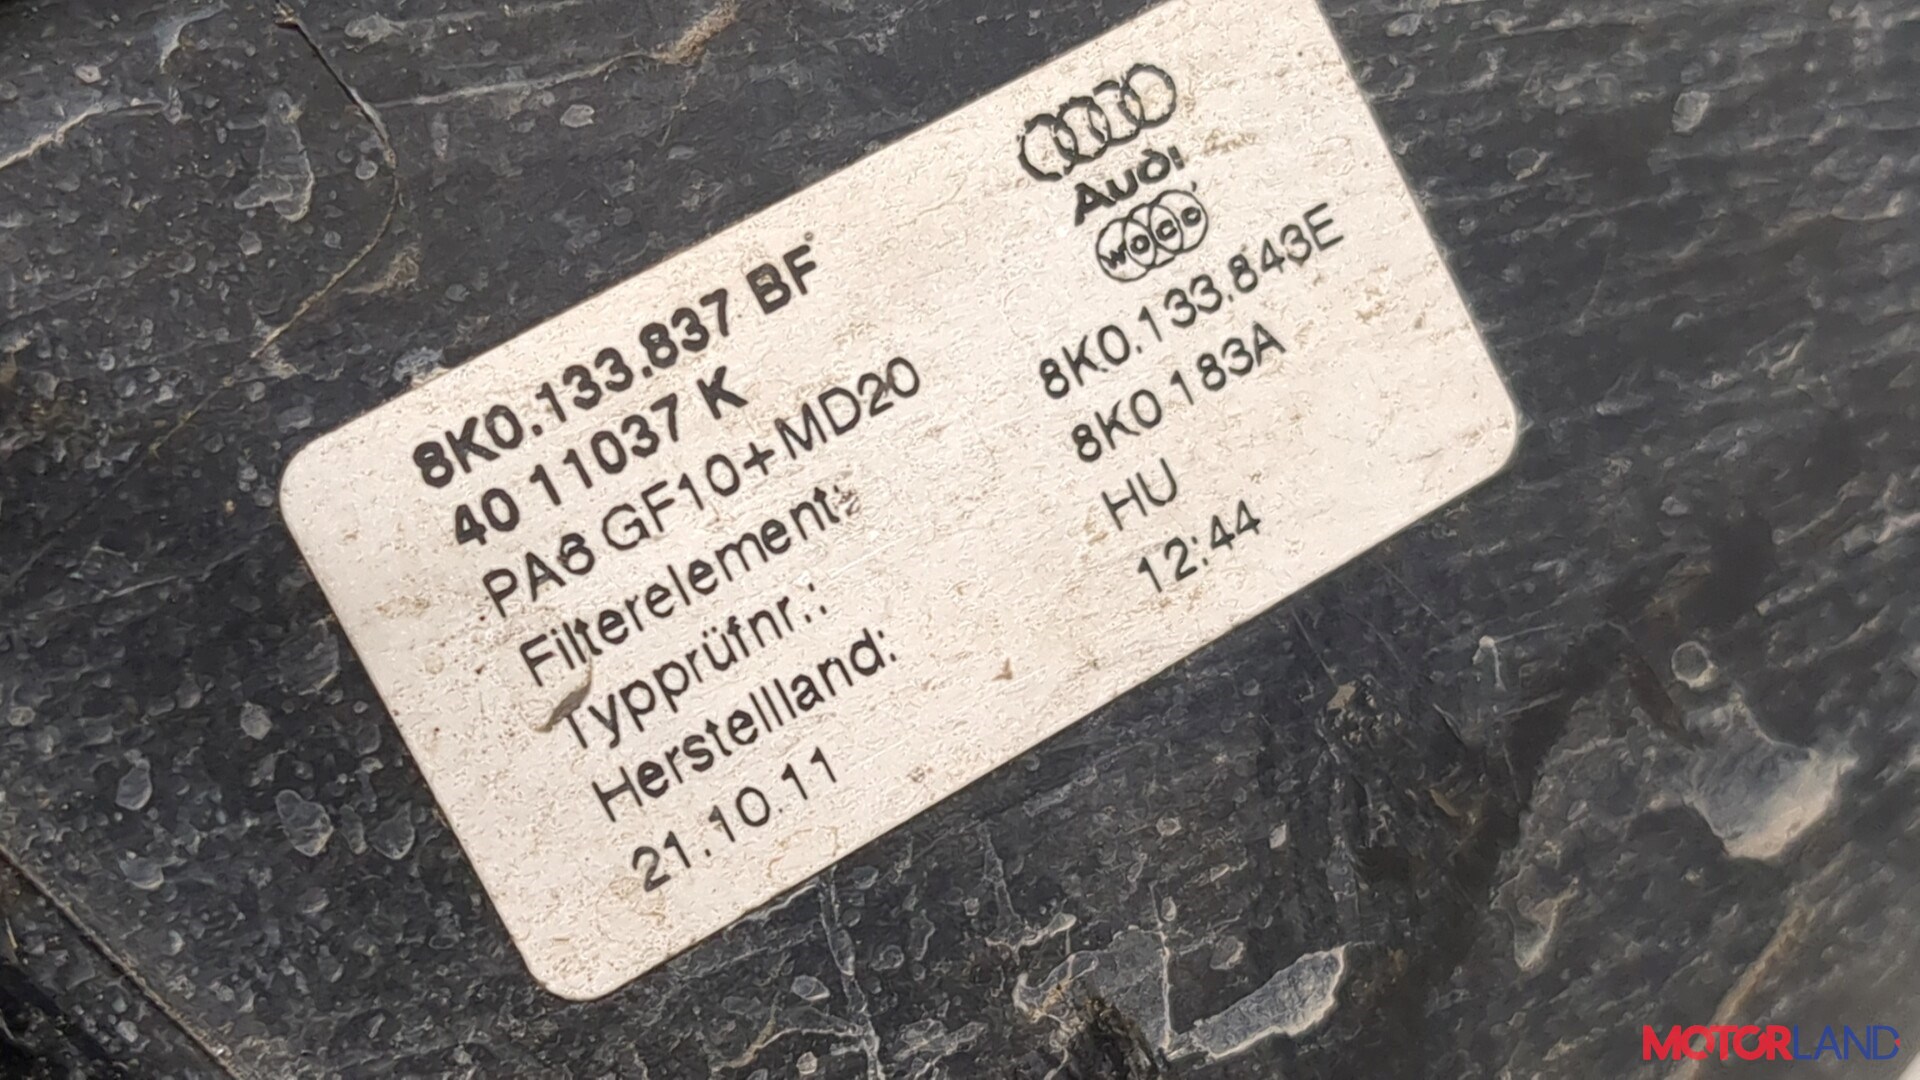 Audi
woco
8K0.133.837 BF
40 11037 K
PA6 GF10+MD20
Filterelement: 8K0.133.843E
Typprüfnr.: 8K0 183A
Herstellland: HU
21.10.11 12:44
MOTORLAND